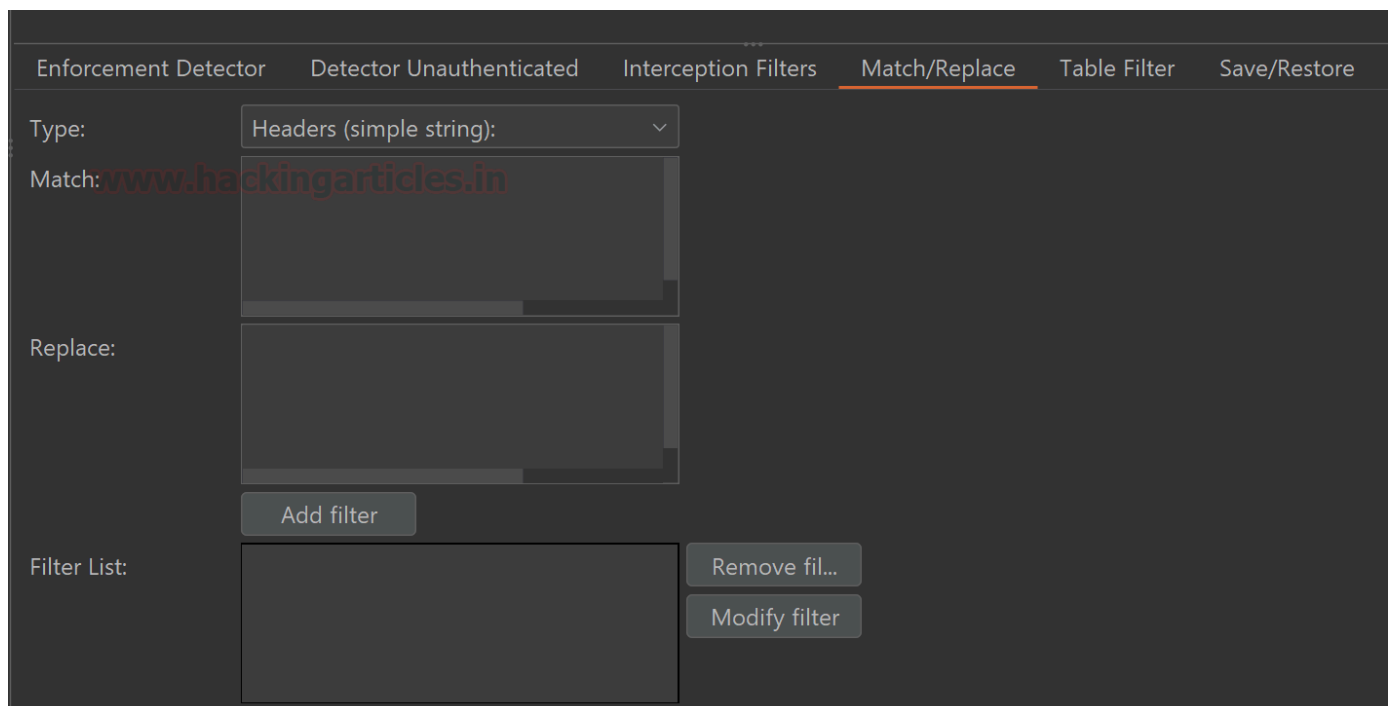 Enforcement Detector Detector Unauthenticated Interception Filters Match/Replace Table Filter Save/Restore
Type: Headers (simple string):
Match:
www.hackingarticles.in
Replace:
Add filter
Filter List:
Remove fil...
Modify filter